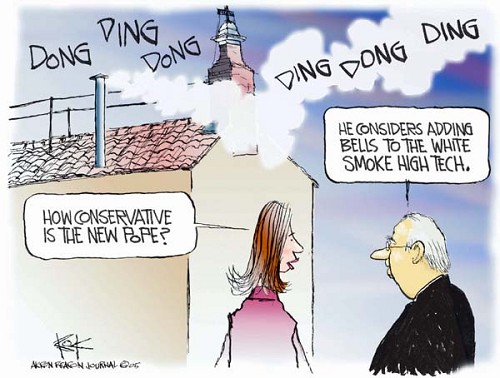 DONG DING DONG
DING DONG DING
HE CONSIDERS ADDING
BELLS TO THE WHITE
SMOKE HIGH TECH.
HOW CONSERVATIVE
IS THE NEW POPE?
AKRON BEACON JOURNAL ©'05